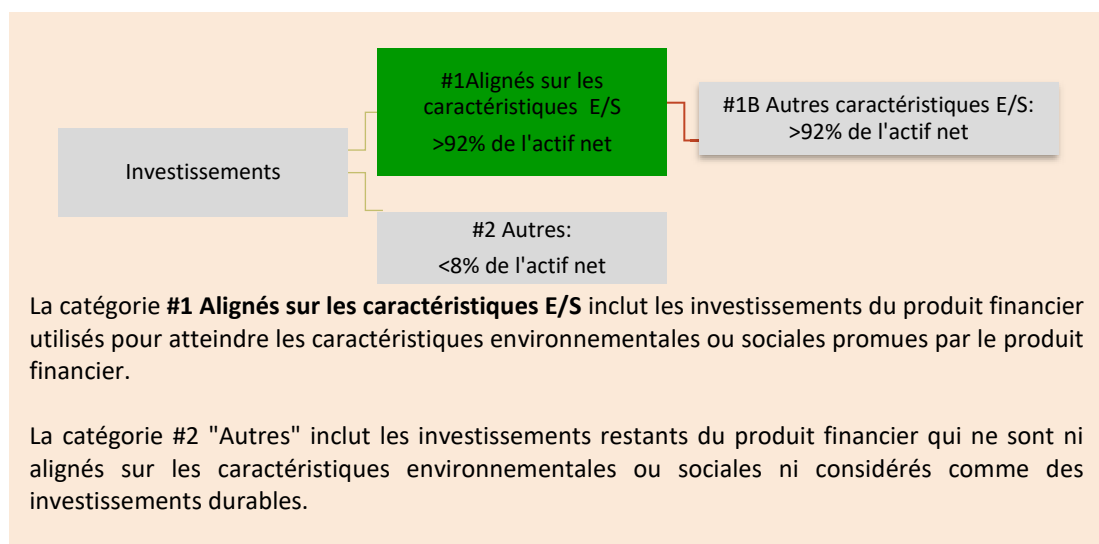 #1Alignés sur les
caractéristiques E/S
>92% de l'actif net
#1B Autres caractéristiques E/S:
>92% de l'actif net
Investissements
#2 Autres:
<8% de l'actif net
La catégorie #1 Alignés sur les caractéristiques E/S inclut les investissements du produit financier
utilisés pour atteindre les caractéristiques environnementales ou sociales promues par le produit
financier.
La catégorie #2 "Autres" inclut les investissements restants du produit financier qui ne sont ni
alignés sur les caractéristiques environnementales ou sociales ni considérés comme des
investissements durables.